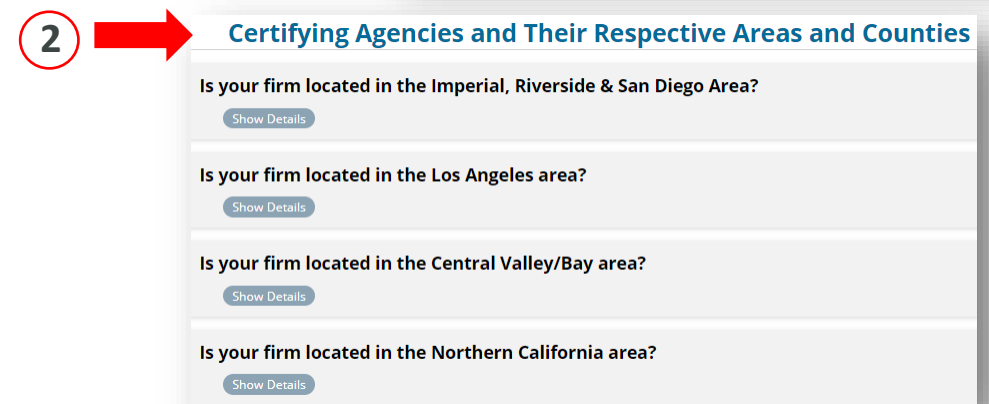 2
Certifying Agencies and Their Respective Areas and Counties
Is your firm located in the Imperial, Riverside & San Diego Area?
Show Details
Is your firm located in the Los Angeles area?
Show Details
Is your firm located in the Central Valley/Bay area?
Show Details
Is your firm located in the Northern California area?
Show Details